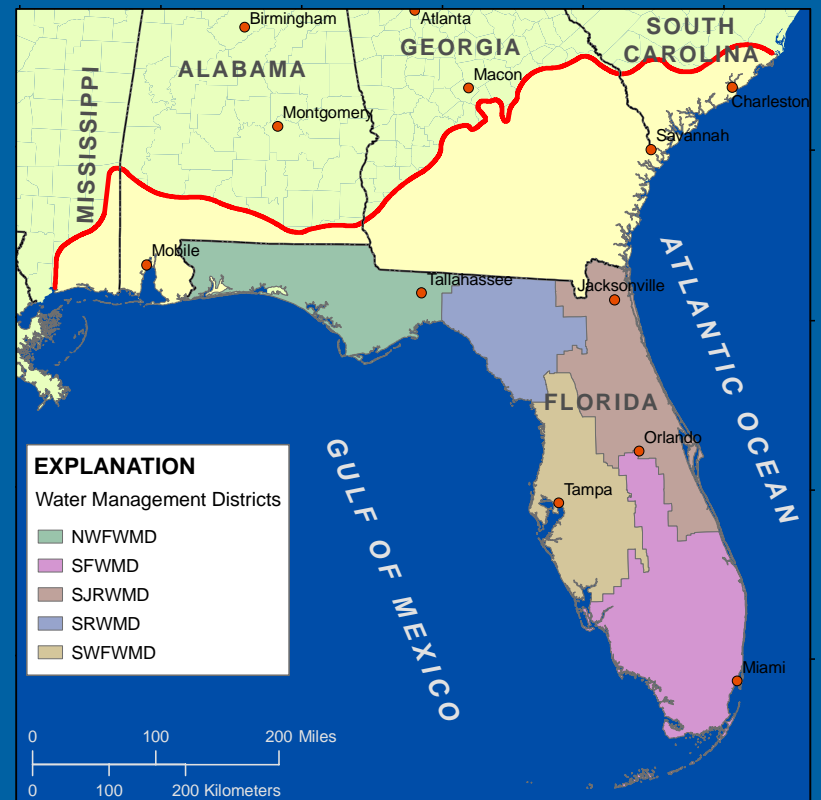 Birmingham
Atlanta
SOUTH
CAROLINA
GEORGIA
ALABAMA
Macon
Charleston
MISSISSIPPI
Montgomery
Savannah
Mobile
Tallahassee
Jacksonville
ATLANTIC OCEAN
FLORIDA
Orlando
Tampa
GULF OF MEXICO
Miami
EXPLANATION
Water Management Districts
NWFWMD
SFWMD
SJRWMD
SRWMD
SWFWMD
0 100 200 Miles
0 100 200 Kilometers